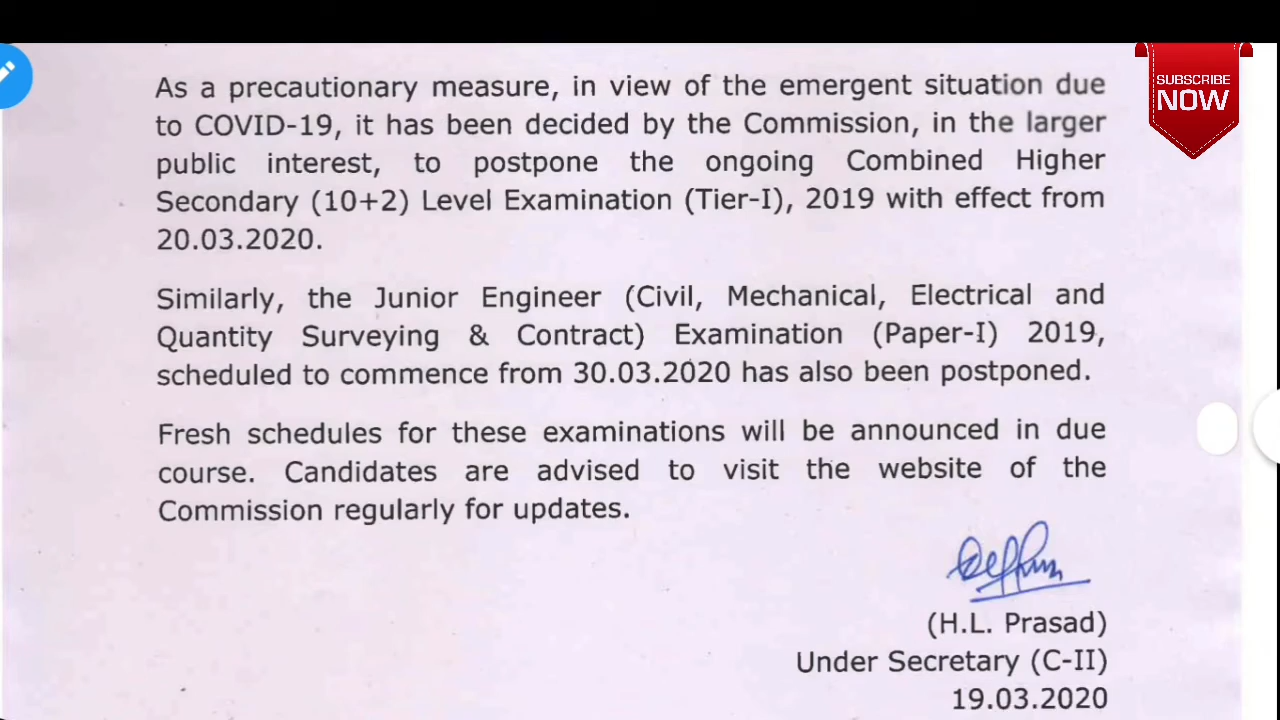 SUBSCRIBE
NOW
As a precautionary measure, in view of the emergent situation due
to COVID-19, it has been decided by the Commission, in the larger
public interest, to postpone the ongoing Combined Higher
Secondary (10+2) Level Examination (Tier-I), 2019 with effect from
20.03.2020.
Similarly, the Junior Engineer (Civil, Mechanical, Electrical and
Quantity Surveying & Contract) Examination (Paper-I) 2019,
scheduled to commence from 30.03.2020 has also been postponed.
Fresh schedules for these examinations will be announced in due
course. Candidates are advised to visit the website of the
Commission regularly for updates.
(H.L. Prasad)
Under Secretary (C-II)
19.03.2020